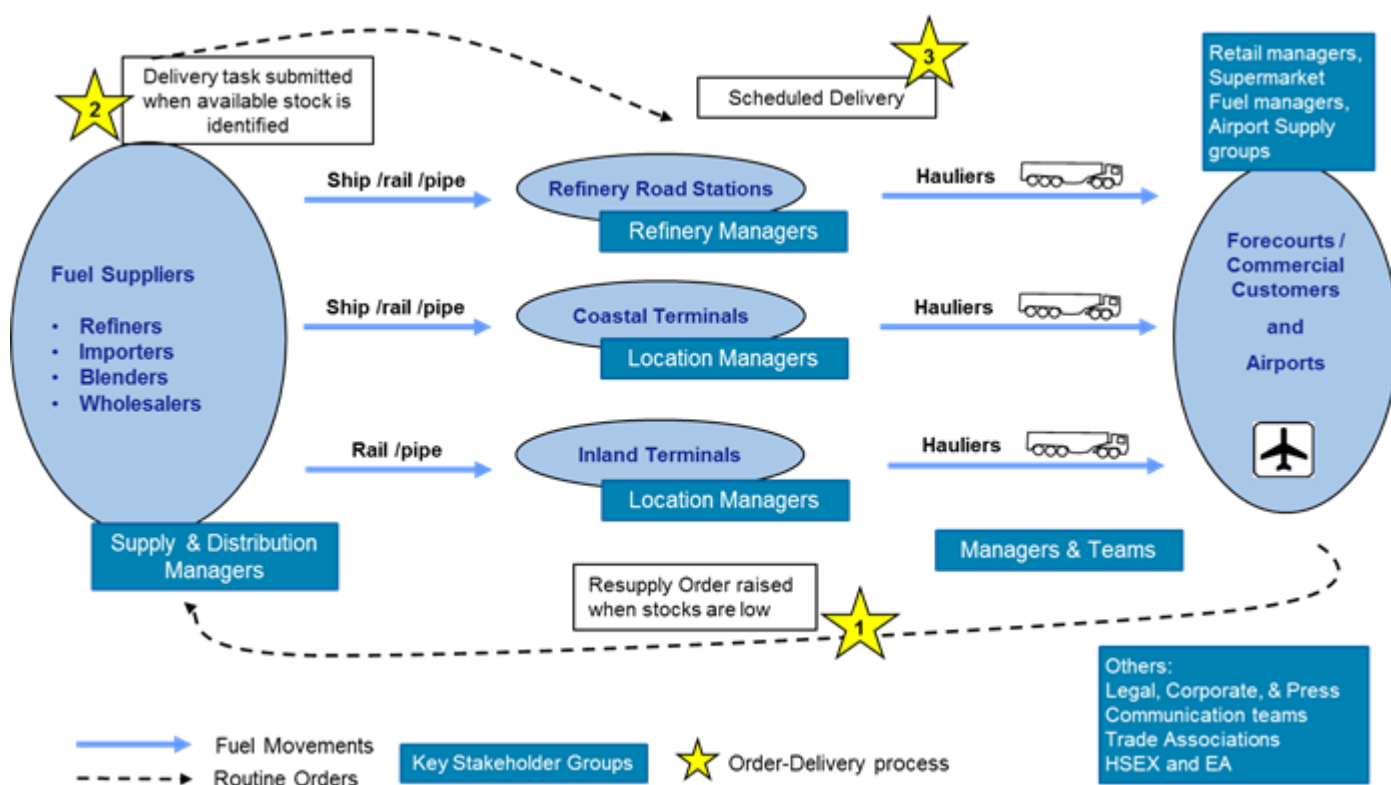 2
Delivery task submitted
when available stock is
identified
3
Scheduled Delivery
Retail managers,
Supermarket
Fuel managers,
Airport Supply
groups
Fuel Suppliers
• Refiners
• Importers
• Blenders
• Wholesalers
Supply & Distribution
Managers
Ship /rail /pipe
Refinery Road Stations
Refinery Managers
Hauliers
Ship /rail /pipe
Coastal Terminals
Location Managers
Hauliers
Rail /pipe
Inland Terminals
Location Managers
Hauliers
Forecourts /
Commercial
Customers
and
Airports
Managers & Teams
Resupply Order raised
when stocks are low
1
Others:
Legal, Corporate, & Press
Communication teams
Trade Associations
HSEX and EA
Fuel Movements
Routine Orders
Key Stakeholder Groups
Order-Delivery process